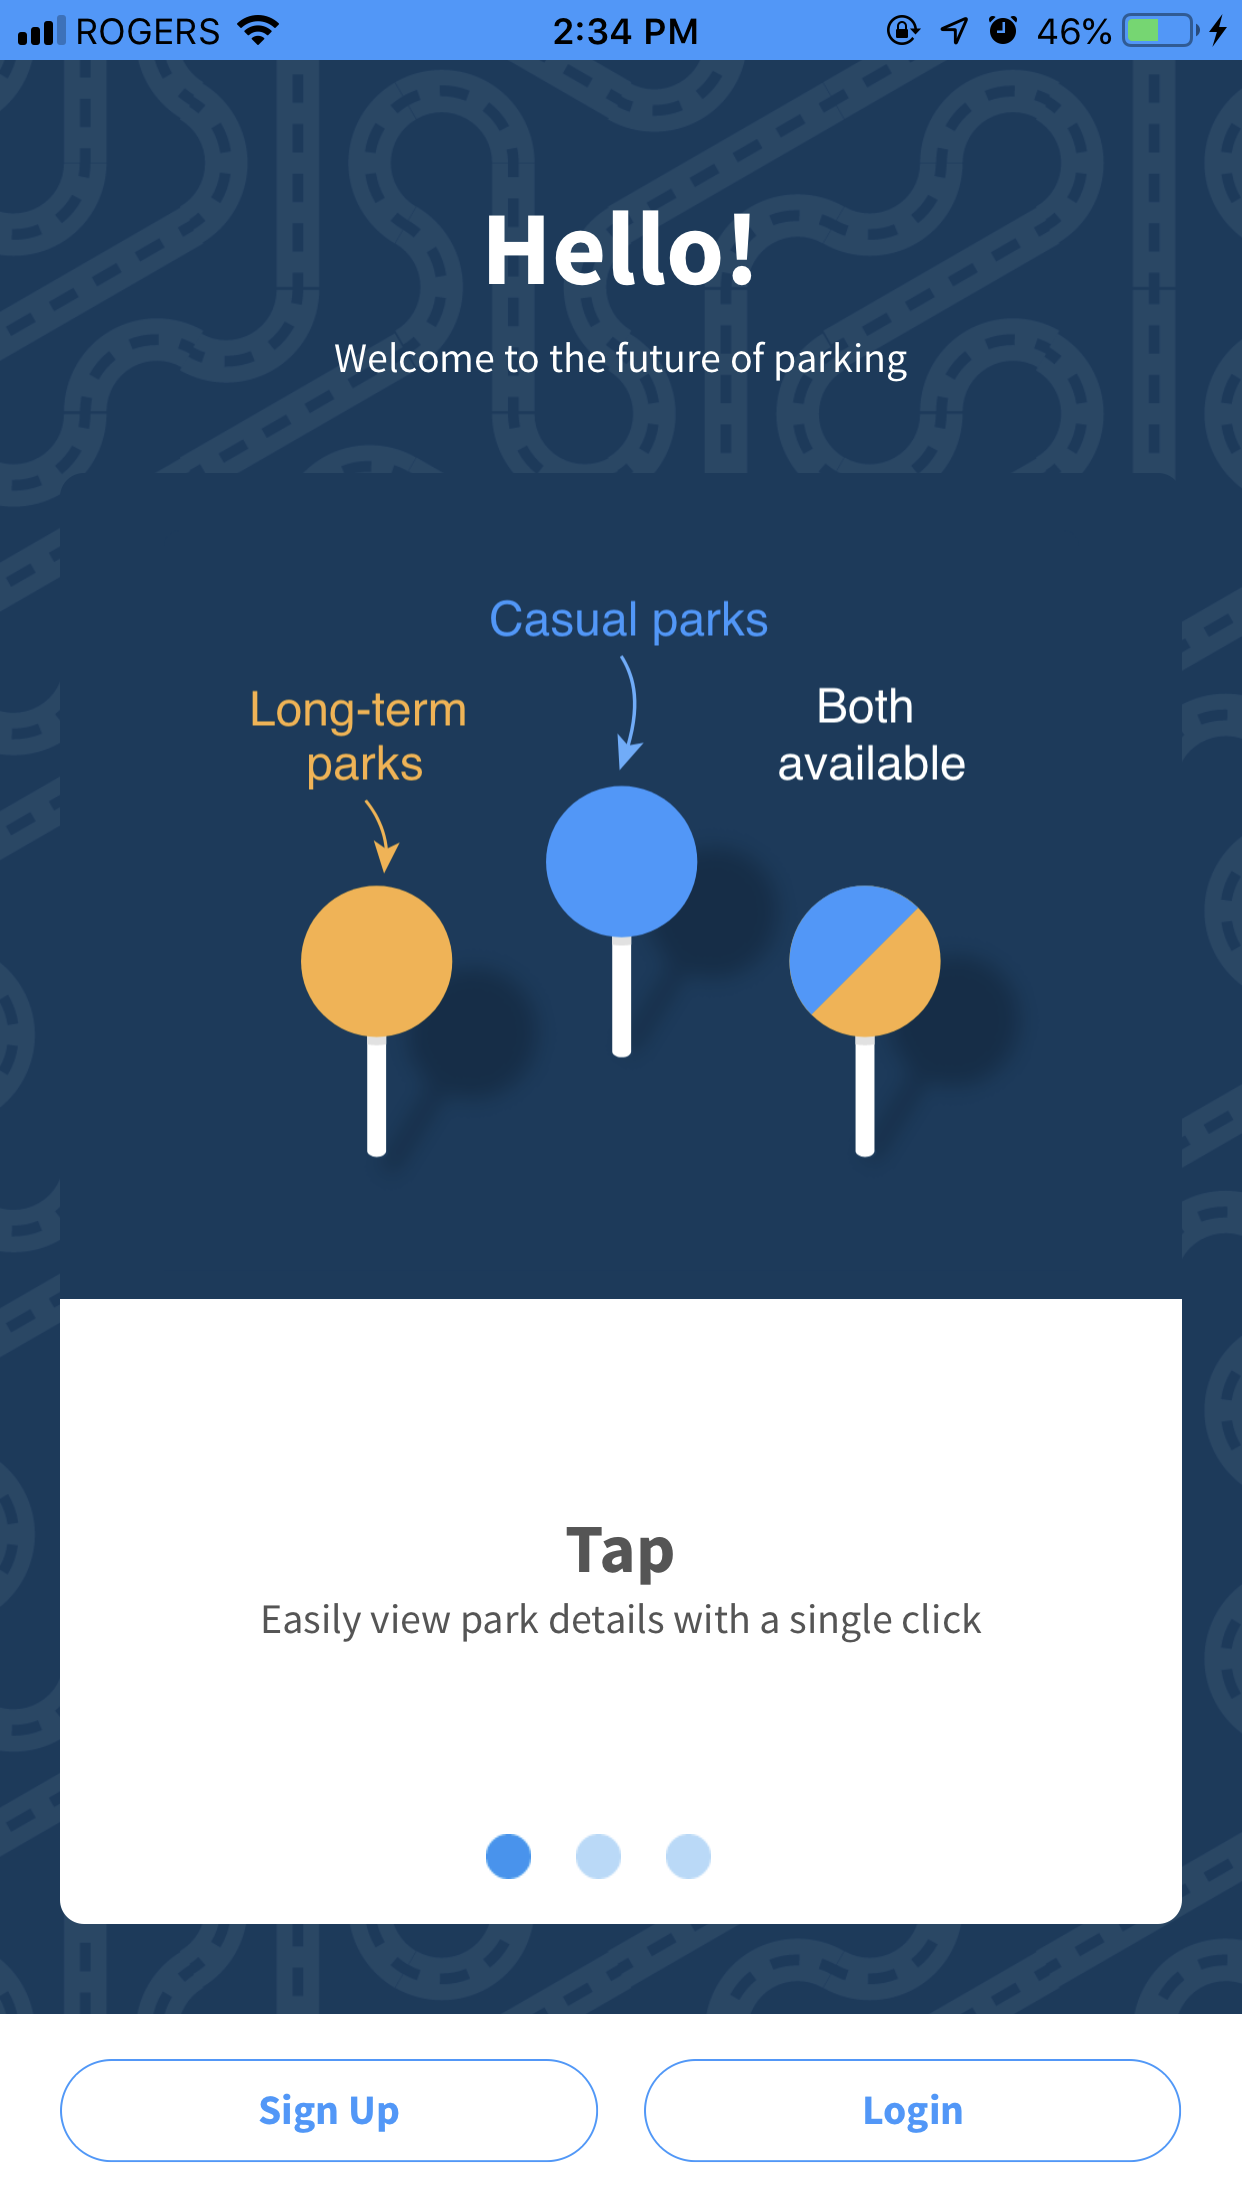 ROGERS 2:34 PM 46%
Hello!
Welcome to the future of parking
Casual parks
Long-term
parks
Both
available
Tap
Easily view park details with a single click
Sign Up
Login